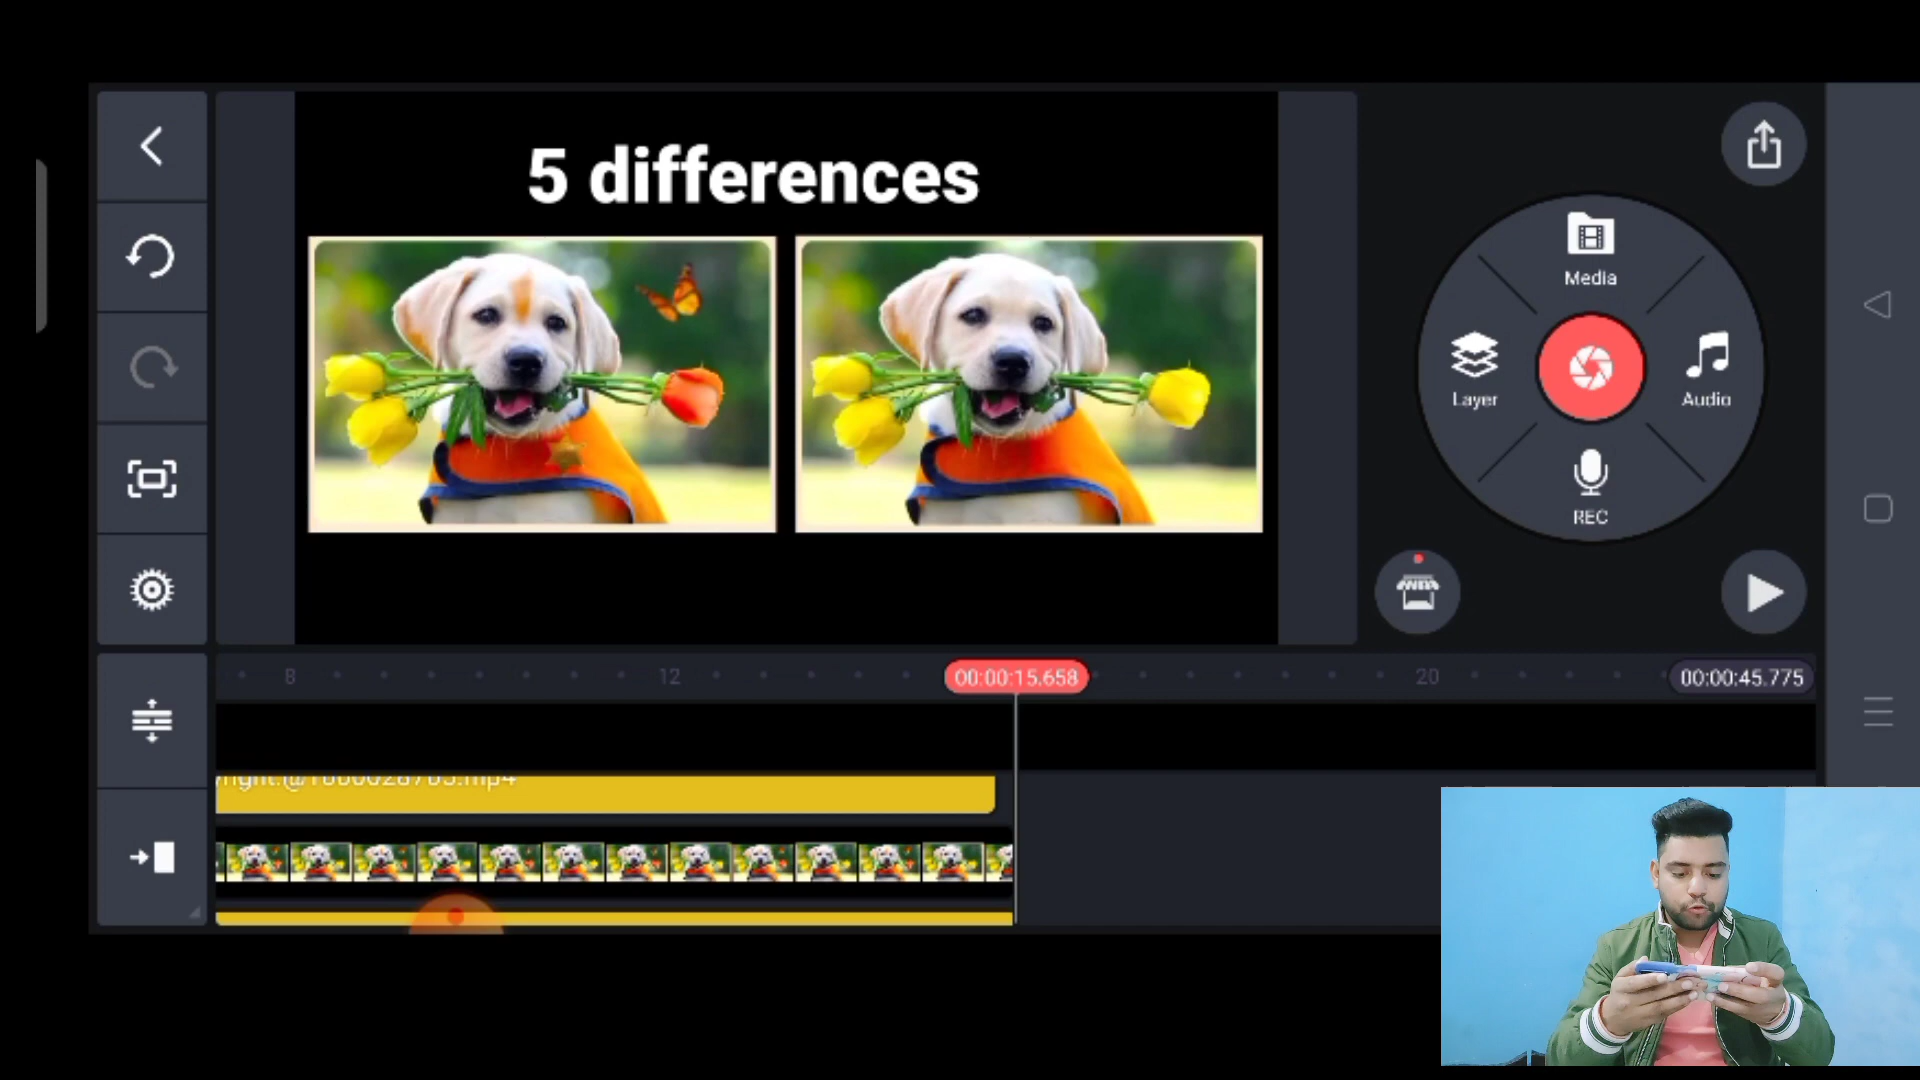 5 differences
Media
Layer
Audio
REC
8
12
00:00:15.658
20
00:00:45.775